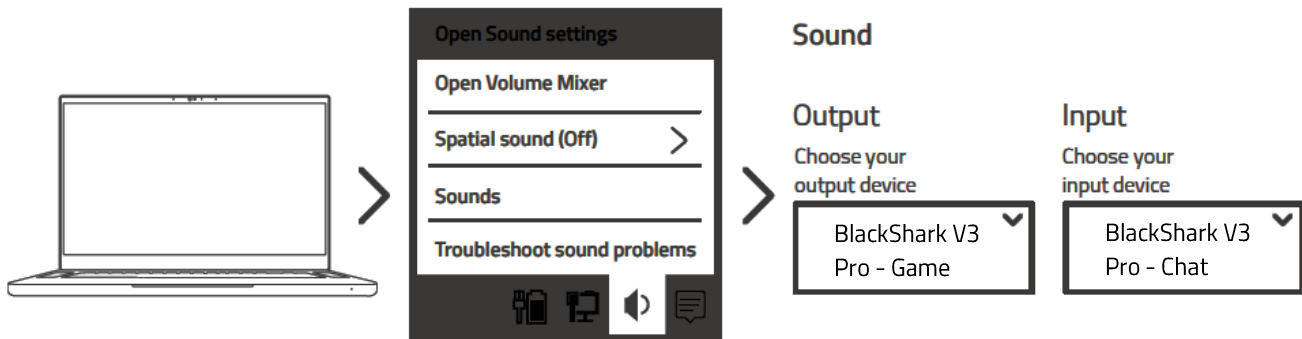 Open Sound settings
Open Volume Mixer
Spatial sound (Off)
Sounds
Troubleshoot sound problems
Sound
Output
Choose your
output device
BlackShark V3
Pro - Game
Input
Choose your
input device
BlackShark V3
Pro - Chat